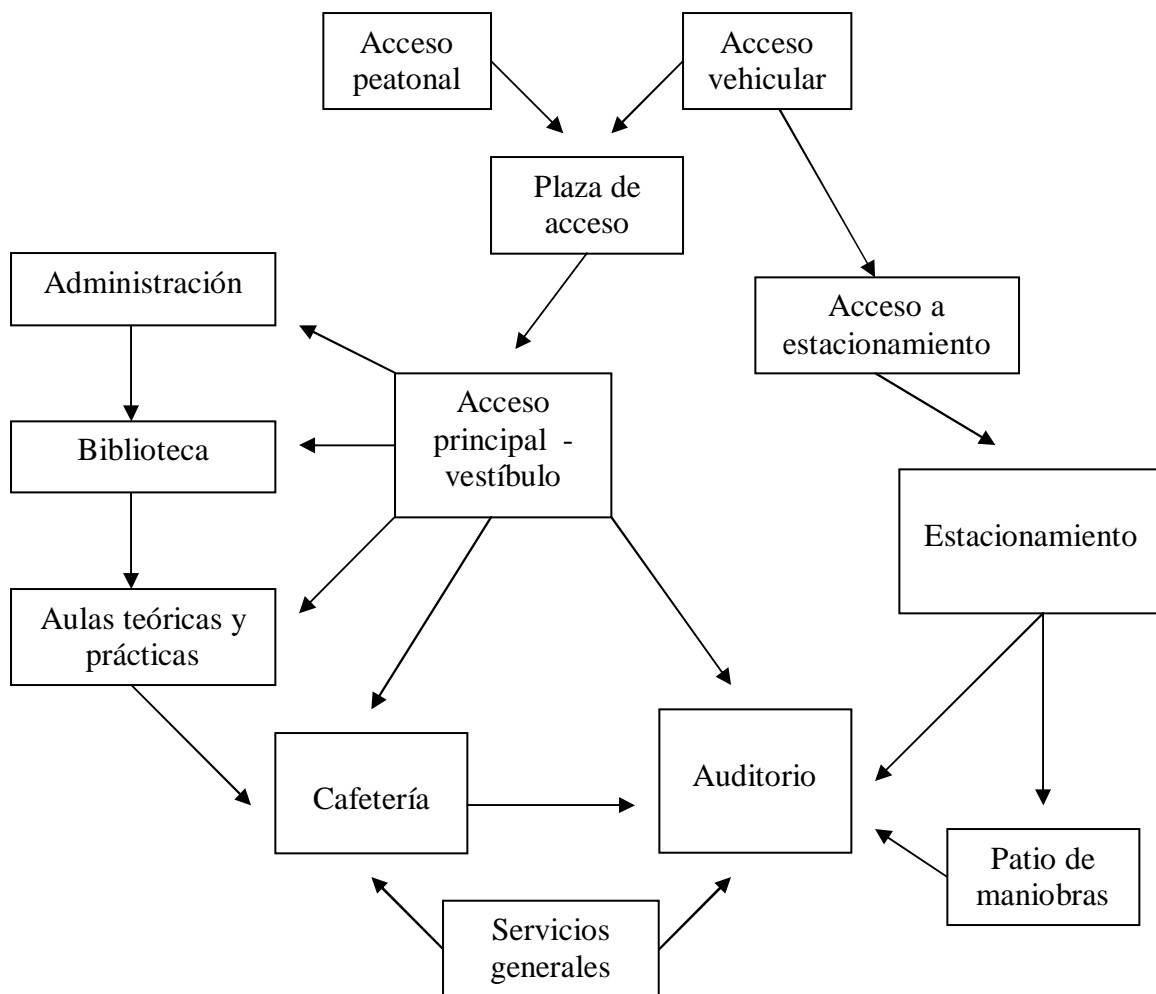 Acceso
peatonal
Acceso
vehicular
Plaza de
acceso
Administración
Acceso a
estacionamiento
Acceso
principal -
vestíbulo
Biblioteca
Estacionamiento
Aulas teóricas y
prácticas
Cafetería
Auditorio
Patio de
maniobras
Servicios
generales